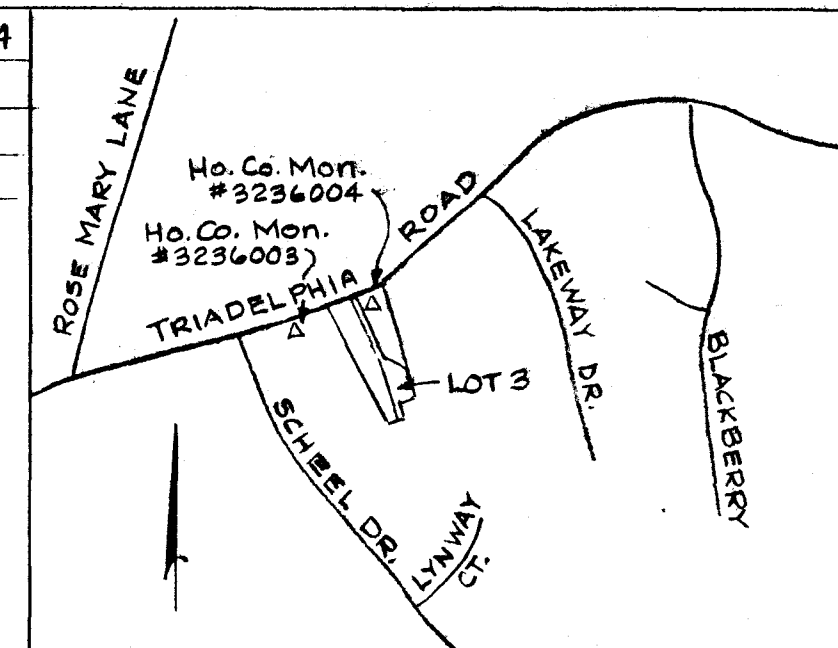 4
ROSE MARY LANE
Ho. Co. Mon.
#3236004
Ho. Co. Mon.
#3236003
TRIADELPHIA ROAD
LAKEWAY DR.
BLACKBERRY
LOT 3
SCHEEL DR.
LYNWAY
CT.